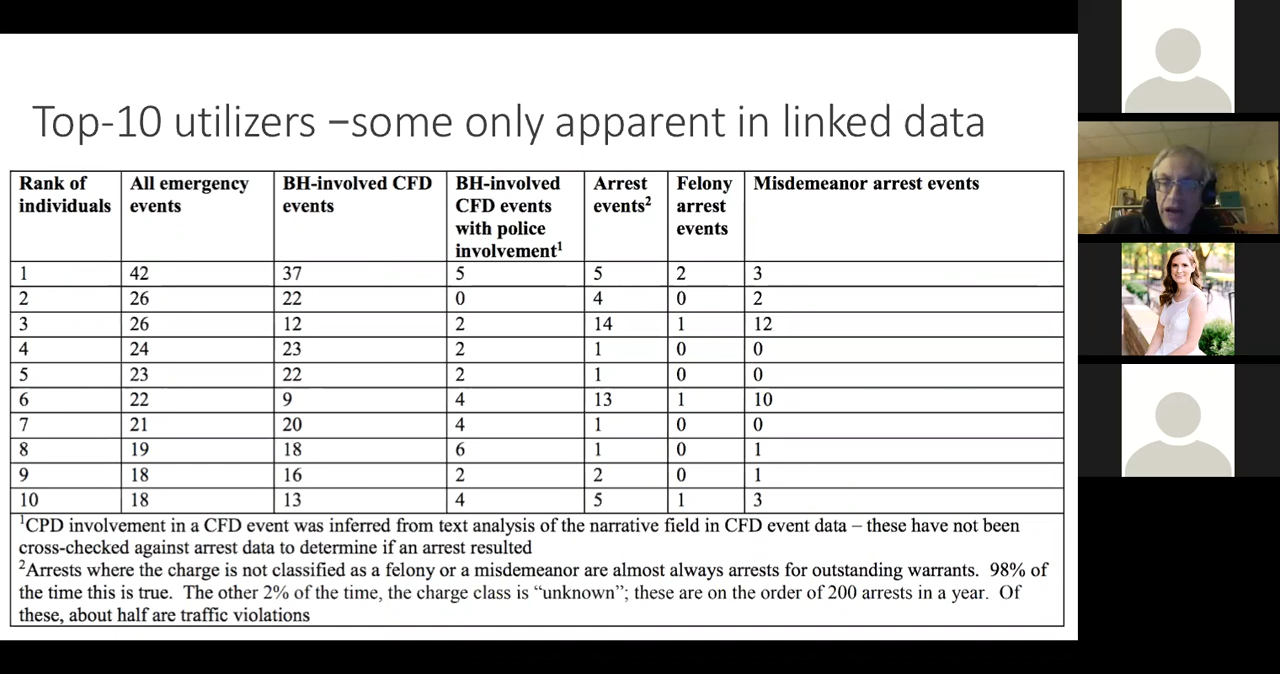 Top-10 utilizers –some only apparent in linked data
Rank of individuals All emergency events BH-involved CFD events BH-involved CFD events with police involvement1 Arrest events2 Felony arrest events Misdemeanor arrest events
1 42 37 5 5 2 3
2 26 22 0 4 0 2
3 26 12 2 14 1 12
4 24 23 2 1 0 0
5 23 22 2 1 0 0
6 22 9 4 13 1 10
7 21 20 4 1 0 0
8 19 18 6 1 0 1
9 18 16 2 2 0 1
10 18 13 4 5 1 3
1CPD involvement in a CFD event was inferred from text analysis of the narrative field in CFD event data – these have not been
cross-checked against arrest data to determine if an arrest resulted
2Arrests where the charge is not classified as a felony or a misdemeanor are almost always arrests for outstanding warrants. 98% of
the time this is true. The other 2% of the time, the charge class is “unknown”; these are on the order of 200 arrests in a year. Of
these, about half are traffic violations